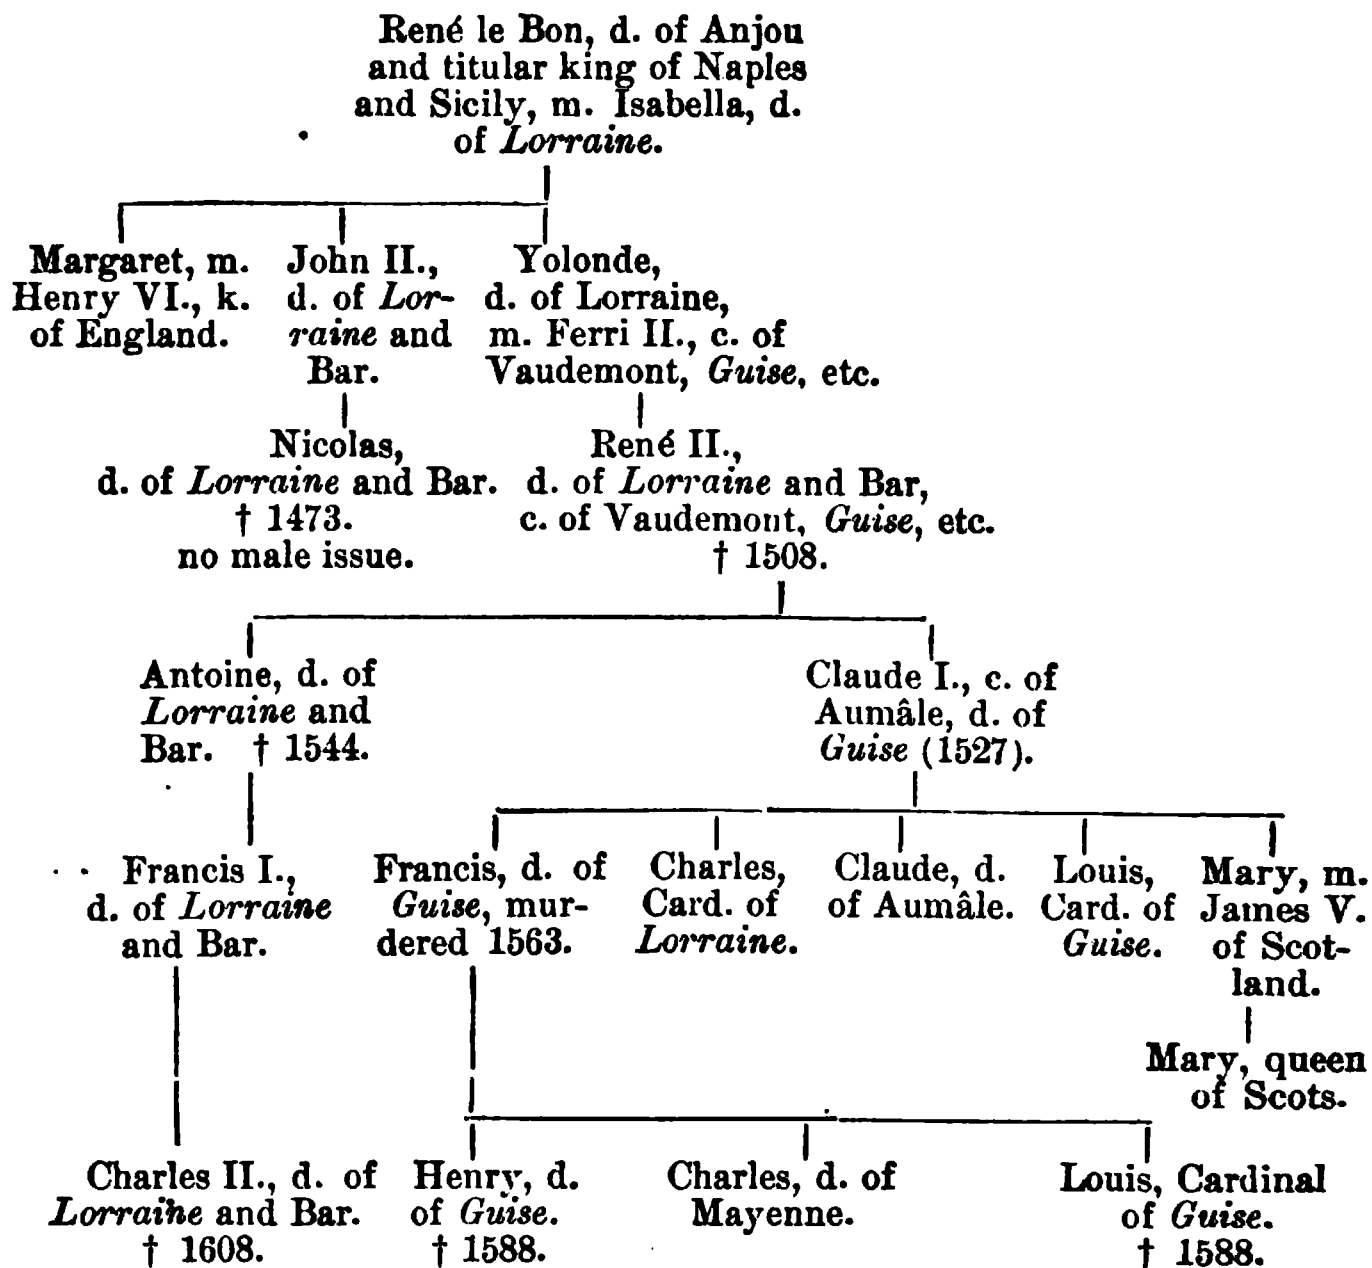 René le Bon, d. of Anjou
and titular king of Naples
and Sicily, m. Isabella, d.
of Lorraine.
Margaret, m.
Henry VI., k.
of England.
John II.,
d. of Lor-
raine and
Bar.
Yolonde,
d. of Lorraine,
m. Ferri II., c. of
Vaudemont, Guise, etc.
Nicolas,
d. of Lorraine and Bar.
† 1473.
no male issue.
René II.,
d. of Lorraine and Bar,
c. of Vaudemont, Guise, etc.
† 1508.
Antoine, d. of
Lorraine and
Bar. † 1544.
Claude I., c. of
Aumâle, d. of
Guise (1527).
Francis I.,
d. of Lorraine
and Bar.
Francis, d. of
Guise, mur-
dered 1563.
Charles,
Card. of
Lorraine.
Claude, d.
of Aumâle.
Louis,
Card. of
Guise.
Mary, m.
James V.
of Scot-
land.
Mary, queen
of Scots.
Charles II., d. of
Lorraine and Bar.
† 1608.
Henry, d.
of Guise.
† 1588.
Charles, d. of
Mayenne.
Louis, Cardinal
of Guise.
† 1588.